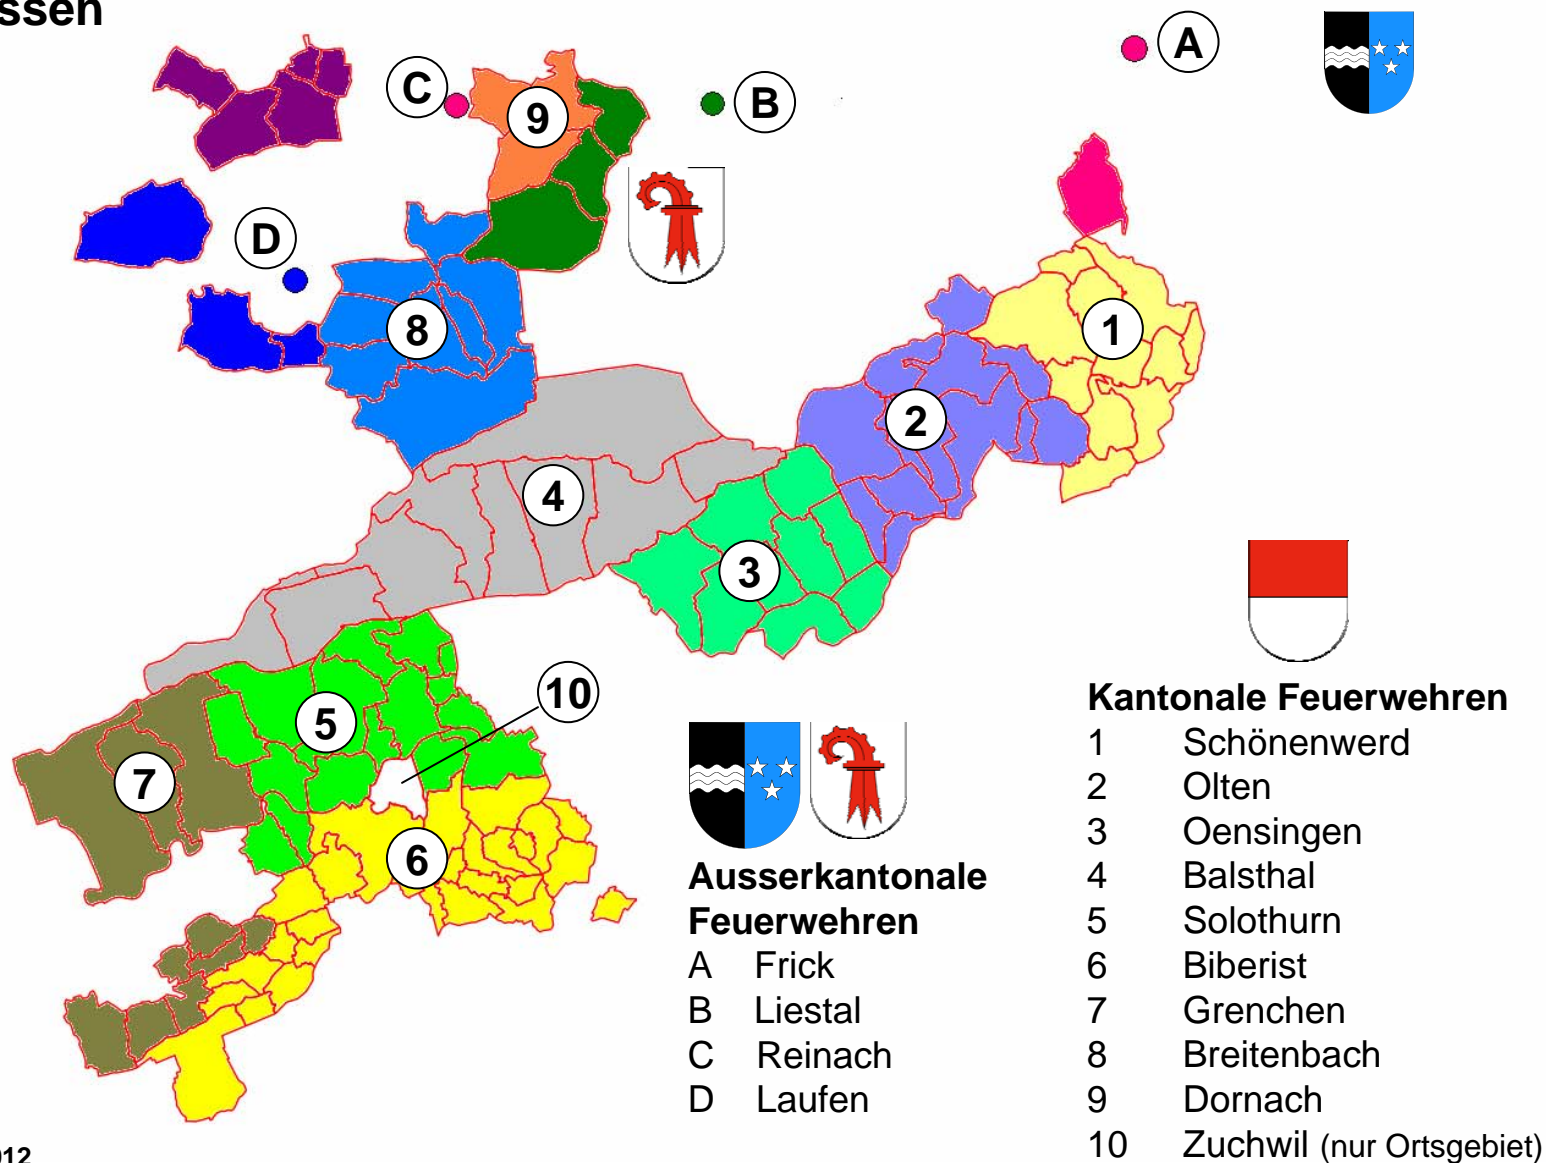 ssen
A
C
9
B
D
8
1
2
4
3
10
5
7
6
Kantonale Feuerwehren
1 Schönenwerd
2 Olten
3 Oensingen
4 Balsthal
5 Solothurn
6 Biberist
7 Grenchen
8 Breitenbach
9 Dornach
10 Zuchwil (nur Ortsgebiet)
Ausserkantonale
Feuerwehren
A Frick
B Liestal
C Reinach
D Laufen
012